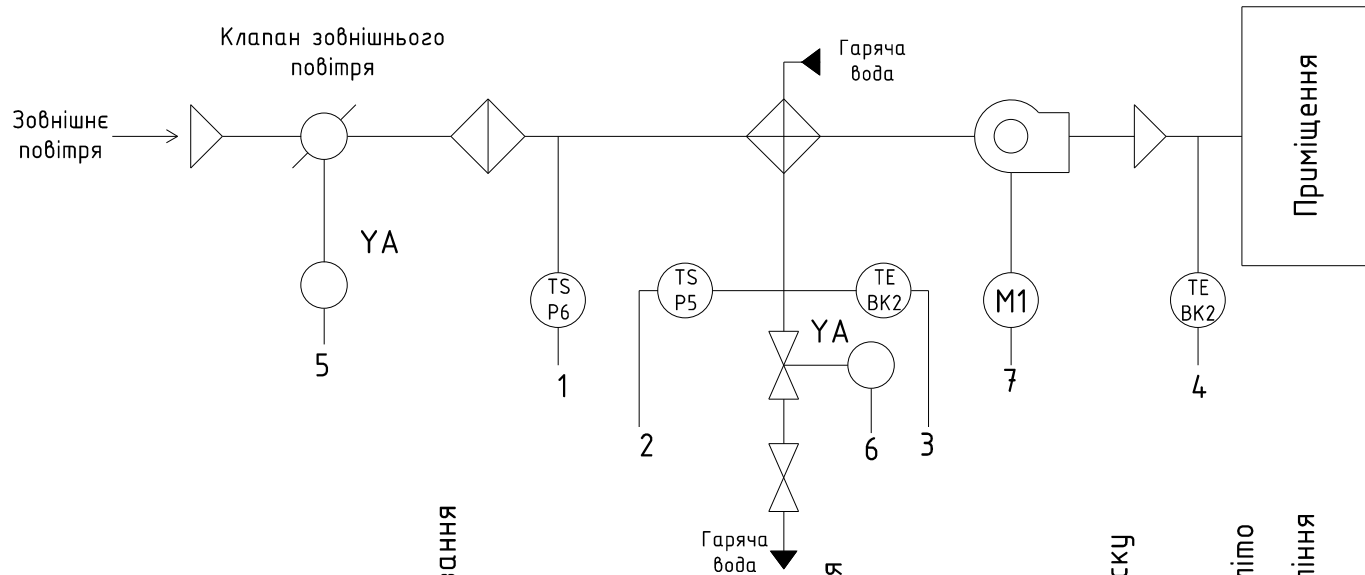 Клапан зовнішнього
повітря
Зовнішнє
повітря
Гаряча
вода
Приміщення
YA
TS
P6
TS
P5
TE
BK2
YA
M1
TE
BK2
5
1
2
6
3
7
4
Гаряча
вода